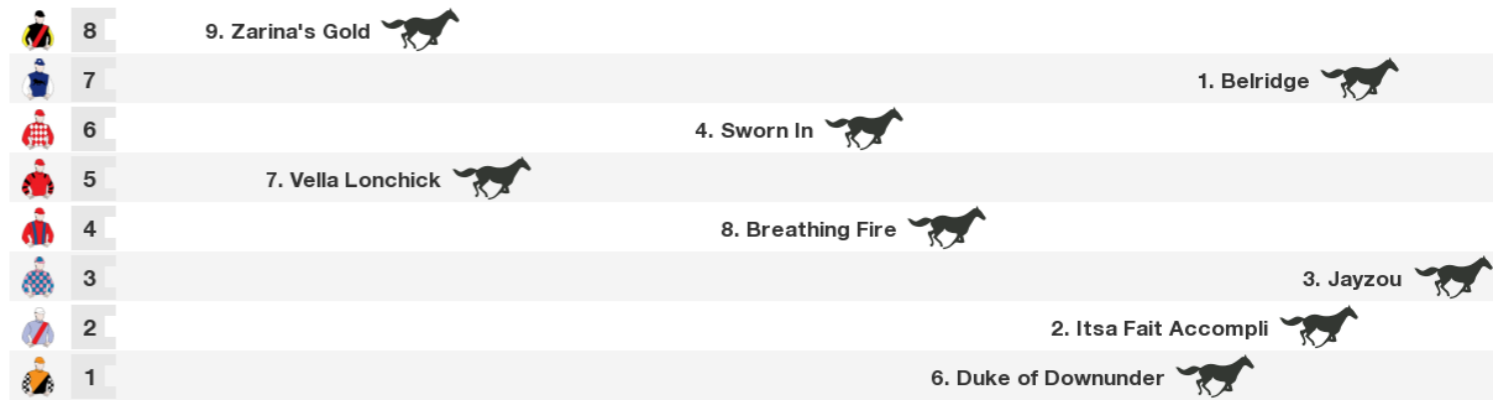 8 9. Zarina's Gold
7 1. Belridge
6 4. Sworn In
5 7. Vella Lonchick
4 8. Breathing Fire
3 3. Jayzou
2 2. Itsa Fait Accompli
1 6. Duke of Downunder